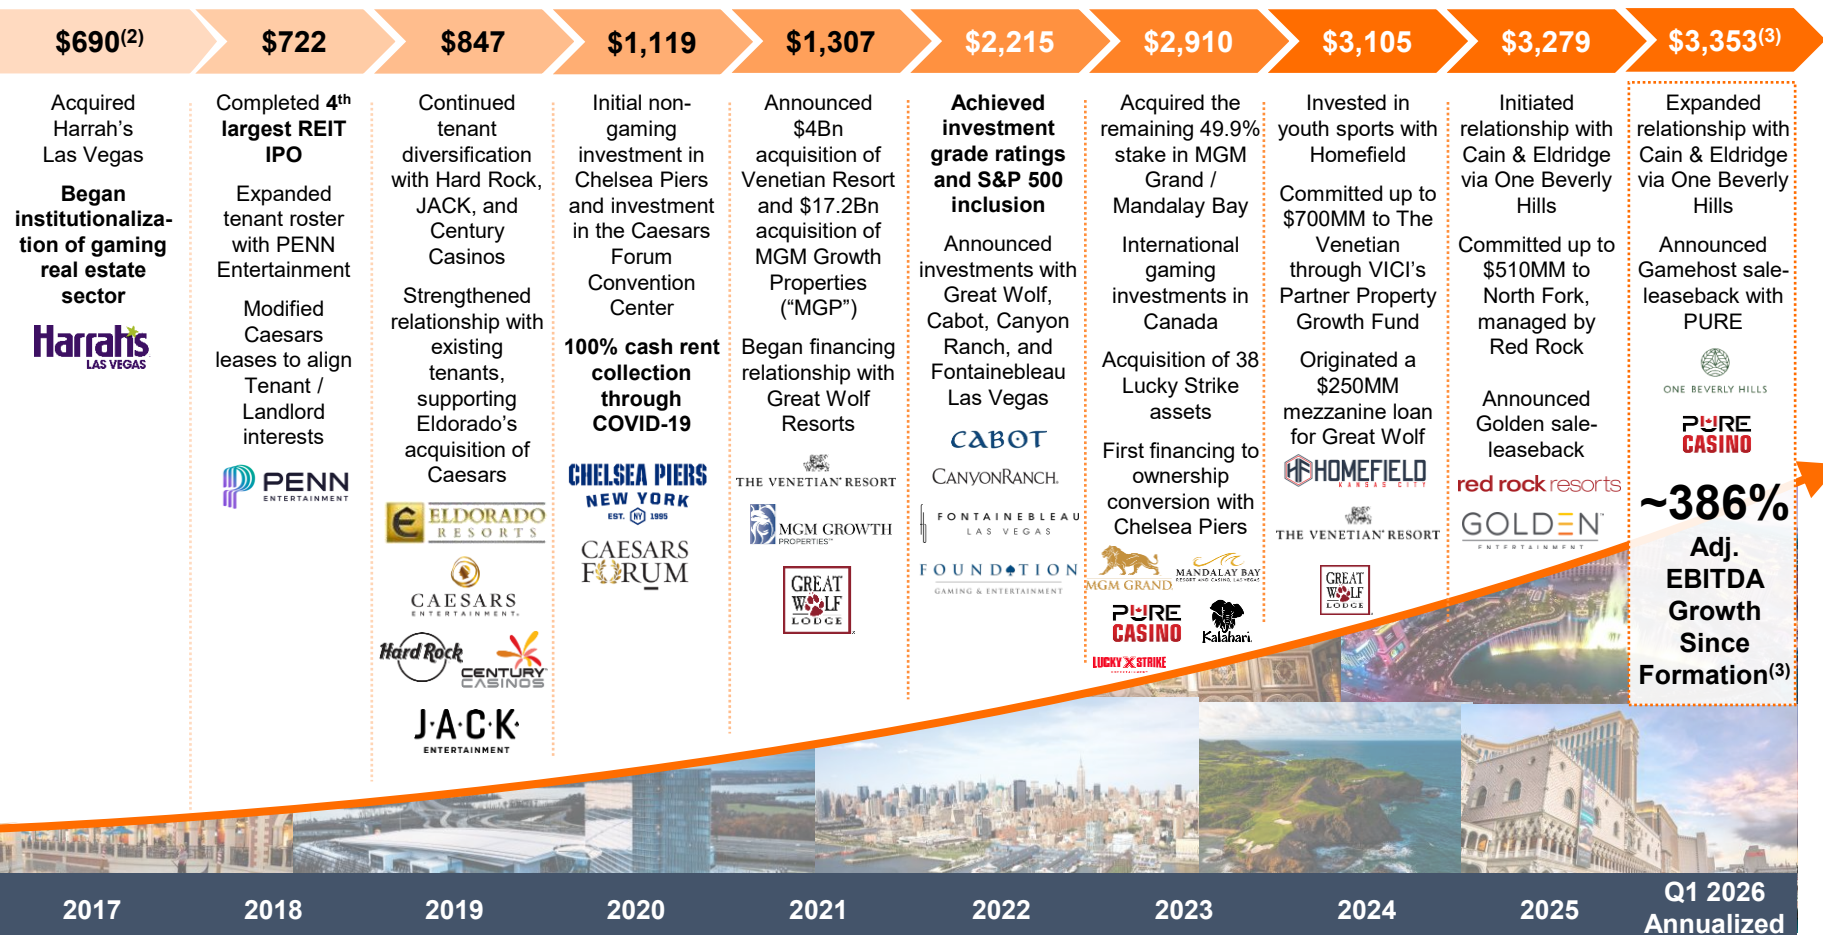 $690(2)
$722
$847
$1,119
$1,307
$2,215
$2,910
$3,105
$3,279
$3,353(3)
Acquired
Harrah's
Las Vegas
Began
institutionaliza-
tion of gaming
real estate
sector
Harrah's
LAS VEGAS
Completed 4th
largest REIT
IPO
Expanded
tenant roster
with PENN
Entertainment
Modified
Caesars
leases to align
Tenant /
Landlord
interests
PENN
ENTERTAINMENT
Continued
tenant
diversification
with Hard Rock,
JACK, and
Century
Casinos
Strengthened
relationship with
existing
tenants,
supporting
Eldorado's
acquisition of
Caesars
ELDORADO
RESORTS
CAESARS
ENTERTAINMENT.
Hard Rock
CENTURY
CASINOS
J·A·C·K·
ENTERTAINMENT
Initial non-
gaming
investment in
Chelsea Piers
and investment
in the Caesars
Forum
Convention
Center
100% cash rent
collection
through
COVID-19
CHELSEA PIERS
NEW YORK
EST. NY 1995
CAESARS
FORUM
Announced
$4Bn
acquisition of
Venetian Resort
and $17.2Bn
acquisition of
MGM Growth
Properties
("MGP")
Began financing
relationship with
Great Wolf
Resorts
THE VENETIAN® RESORT
MGM GROWTH
PROPERTIES™
GREAT
WOLF
LODGE
Achieved
investment
grade ratings
and S&P 500
inclusion
Announced
investments with
Great Wolf,
Cabot, Canyon
Ranch, and
Fontainebleau
Las Vegas
CABOT
CANYONRANCH.
FONTAINEBLEAU
LAS VEGAS
FOUNDATION
GAMING & ENTERTAINMENT
Acquired the
remaining 49.9%
stake in MGM
Grand /
Mandalay Bay
International
gaming
investments in
Canada
Acquisition of 38
Lucky Strike
assets
First financing to
ownership
conversion with
Chelsea Piers
MGM GRAND
MANDALAY BAY
RESORT AND CASINO, LAS VEGAS
PURE
CASINO
Kalahari.
LUCKY STRIKE
ENTERTAINMENT
Invested in
youth sports with
Homefield
Committed up to
$700MM to The
Venetian
through VICI's
Partner Property
Growth Fund
Originated a
$250MM
mezzanine loan
for Great Wolf
HF HOMEFIELD
KANSAS CITY
THE VENETIAN® RESORT
GREAT
WOLF
LODGE
Initiated
relationship with
Cain & Eldridge
via One Beverly
Hills
Committed up to
$510MM to
North Fork,
managed by
Red Rock
Announced
Golden sale-
leaseback
red rock resorts
GOLDEN™
ENTERTAINMENT
Expanded
relationship with
Cain & Eldridge
via One Beverly
Hills
Announced
Gamehost sale-
leaseback with
PURE
ONE BEVERLY HILLS
PURE
CASINO
~386%
Adj.
EBITDA
Growth
Since
Formation(3)
2017
2018
2019
2020
2021
2022
2023
2024
2025
Q1 2026
Annualized